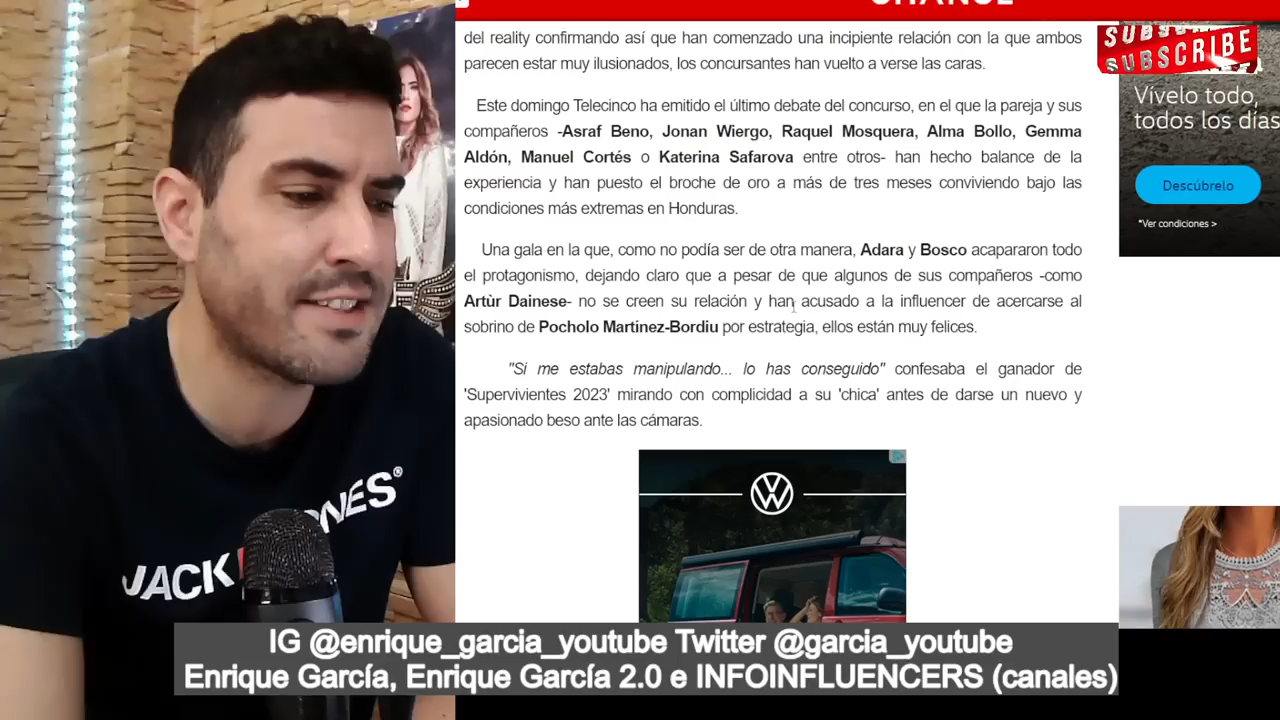 CHANCE
del reality confirmando así que han comenzado una incipiente relación con la que ambos
parecen estar muy ilusionados, los concursantes han vuelto a verse las caras.
Este domingo Telecinco ha emitido el último debate del concurso, en el que la pareja y sus
compañeros -Asraf Beno, Jonan Wiergo, Raquel Mosquera, Alma Bollo, Gemma
Aldón, Manuel Cortés o Katerina Safarova entre otros- han hecho balance de la
experiencia y han puesto el broche de oro a más de tres meses conviviendo bajo las
condiciones más extremas en Honduras.
Una gala en la que, como no podía ser de otra manera, Adara y Bosco acapararon todo
el protagonismo, dejando claro que a pesar de que algunos de sus compañeros -como
Artùr Dainese- no se creen su relación y han acusado a la influencer de acercarse al
sobrino de Pocholo Martínez-Bordiu por estrategia, ellos están muy felices.
"Si me estabas manipulando... lo has conseguido" confesaba el ganador de
'Supervivientes 2023' mirando con complicidad a su 'chica' antes de darse un nuevo y
apasionado beso ante las cámaras.
SUBSCRIBE
SUBSCRIBE
Vívelo todo,
todos los días
Descúbrelo
*Ver condiciones >
JACK
NES®
IG @enrique_garcia_youtube Twitter @garcia_youtube
Enrique García, Enrique García 2.0 e INFOINFLUENCERS (canales)